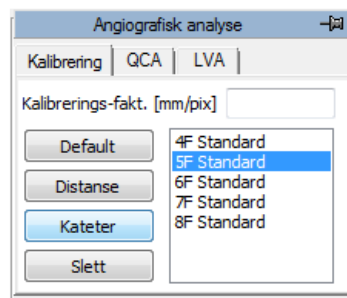 Angiografisk analyse
Kalibrering QCA LVA
Kalibrerings-fakt. [mm/pix]
Default
Distanse
Kateter
Slett
4F Standard
5F Standard
6F Standard
7F Standard
8F Standard